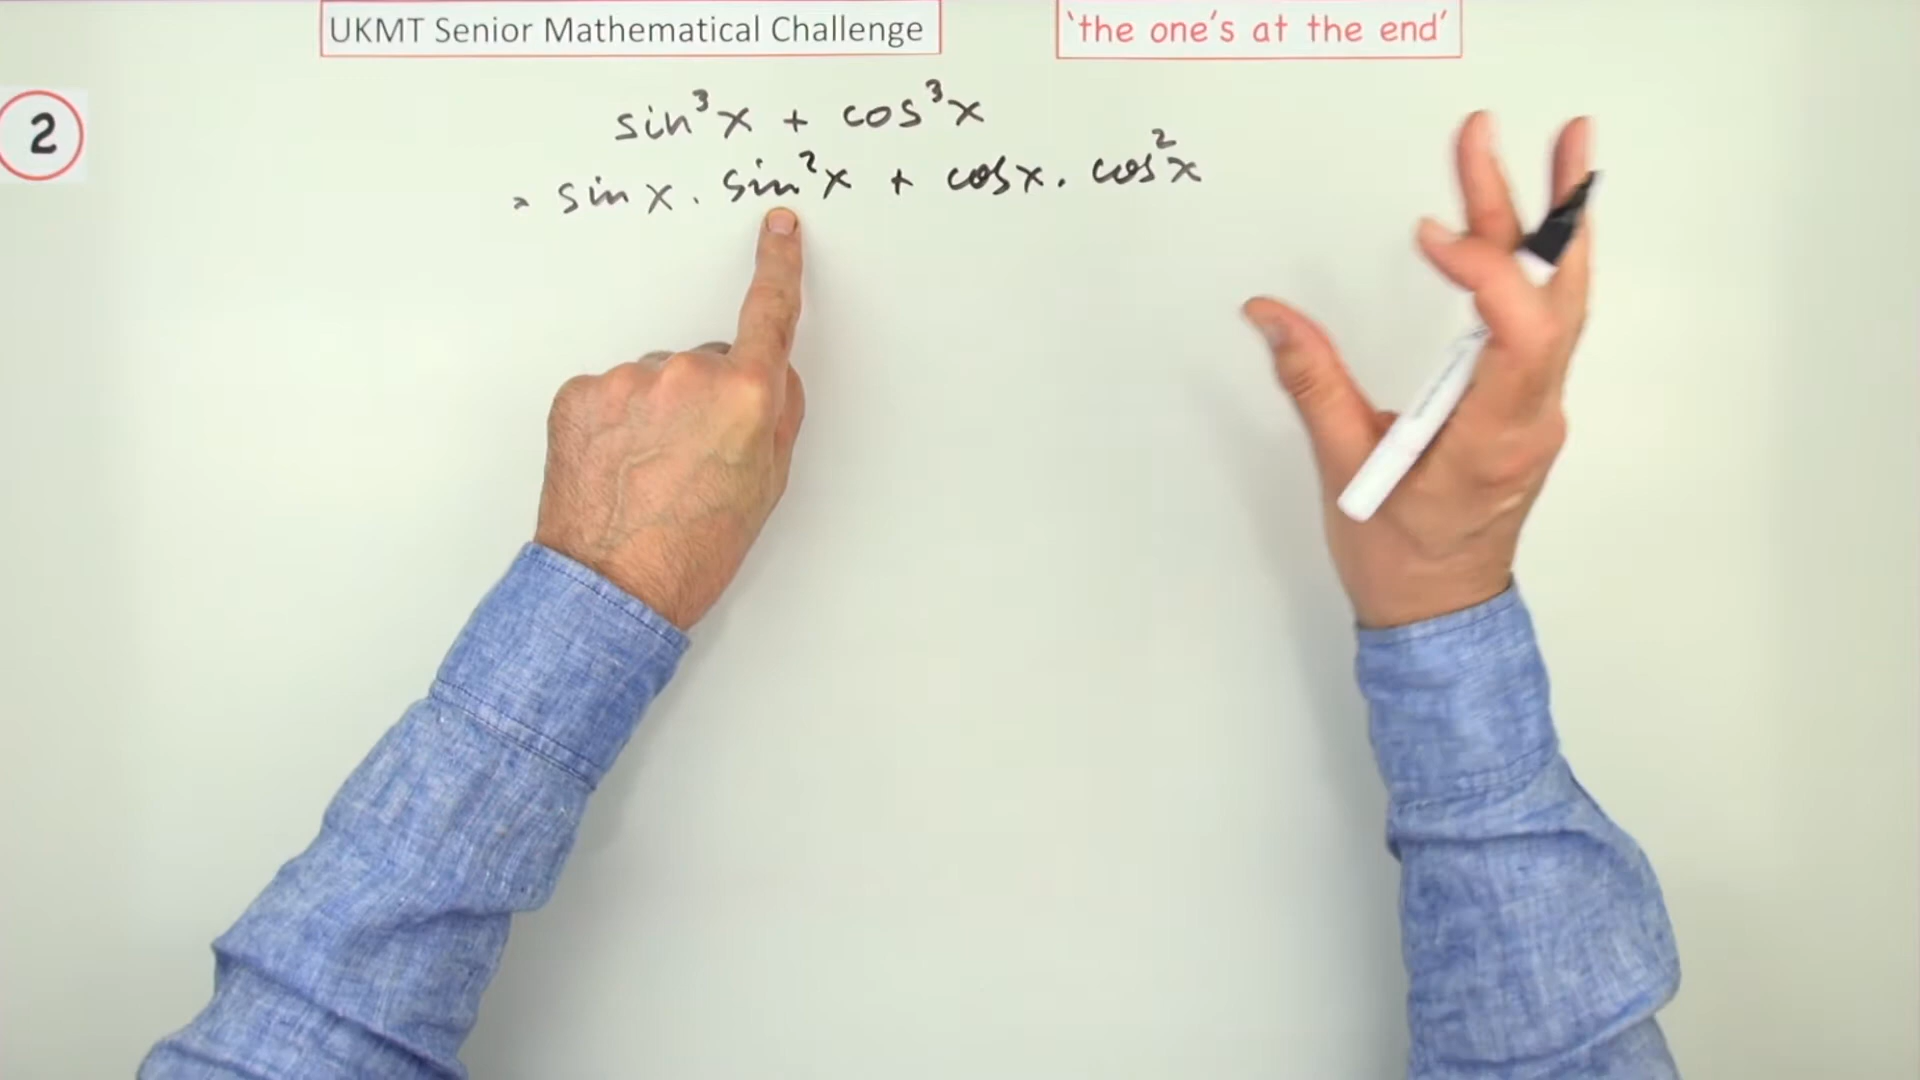 UKMT Senior Mathematical Challenge
'the one's at the end'
2
sin³x + cos³x
= sin x . sin²x + cos x . cos²x